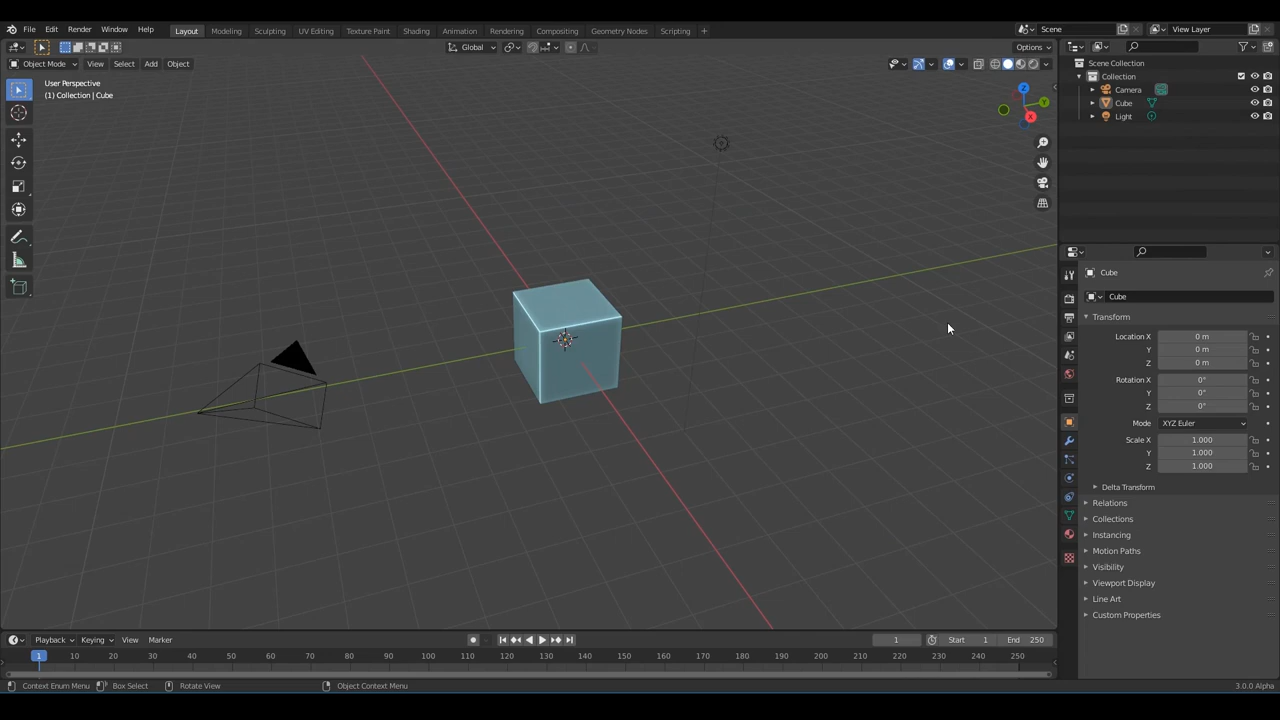 File Edit Render Window Help Layout Modeling Sculpting UV Editing Texture Paint Shading Animation Rendering Compositing Geometry Nodes Scripting + Scene View Layer
Global Options
Object Mode View Select Add Object
User Perspective
(1) Collection | Cube
Z
Y
X
Scene Collection
Collection
Camera
Cube
Light
Cube
Cube
Transform
Location X 0 m
Y 0 m
Z 0 m
Rotation X 0°
Y 0°
Z 0°
Mode XYZ Euler
Scale X 1.000
Y 1.000
Z 1.000
Delta Transform
Relations
Collections
Instancing
Motion Paths
Visibility
Viewport Display
Line Art
Custom Properties
Playback Keying View Marker 1 Start 1 End 250
1 10 20 30 40 50 60 70 80 90 100 110 120 130 140 150 160 170 180 190 200 210 220 230 240 250
Context Enum Menu Box Select Rotate View Object Context Menu 3.0.0 Alpha